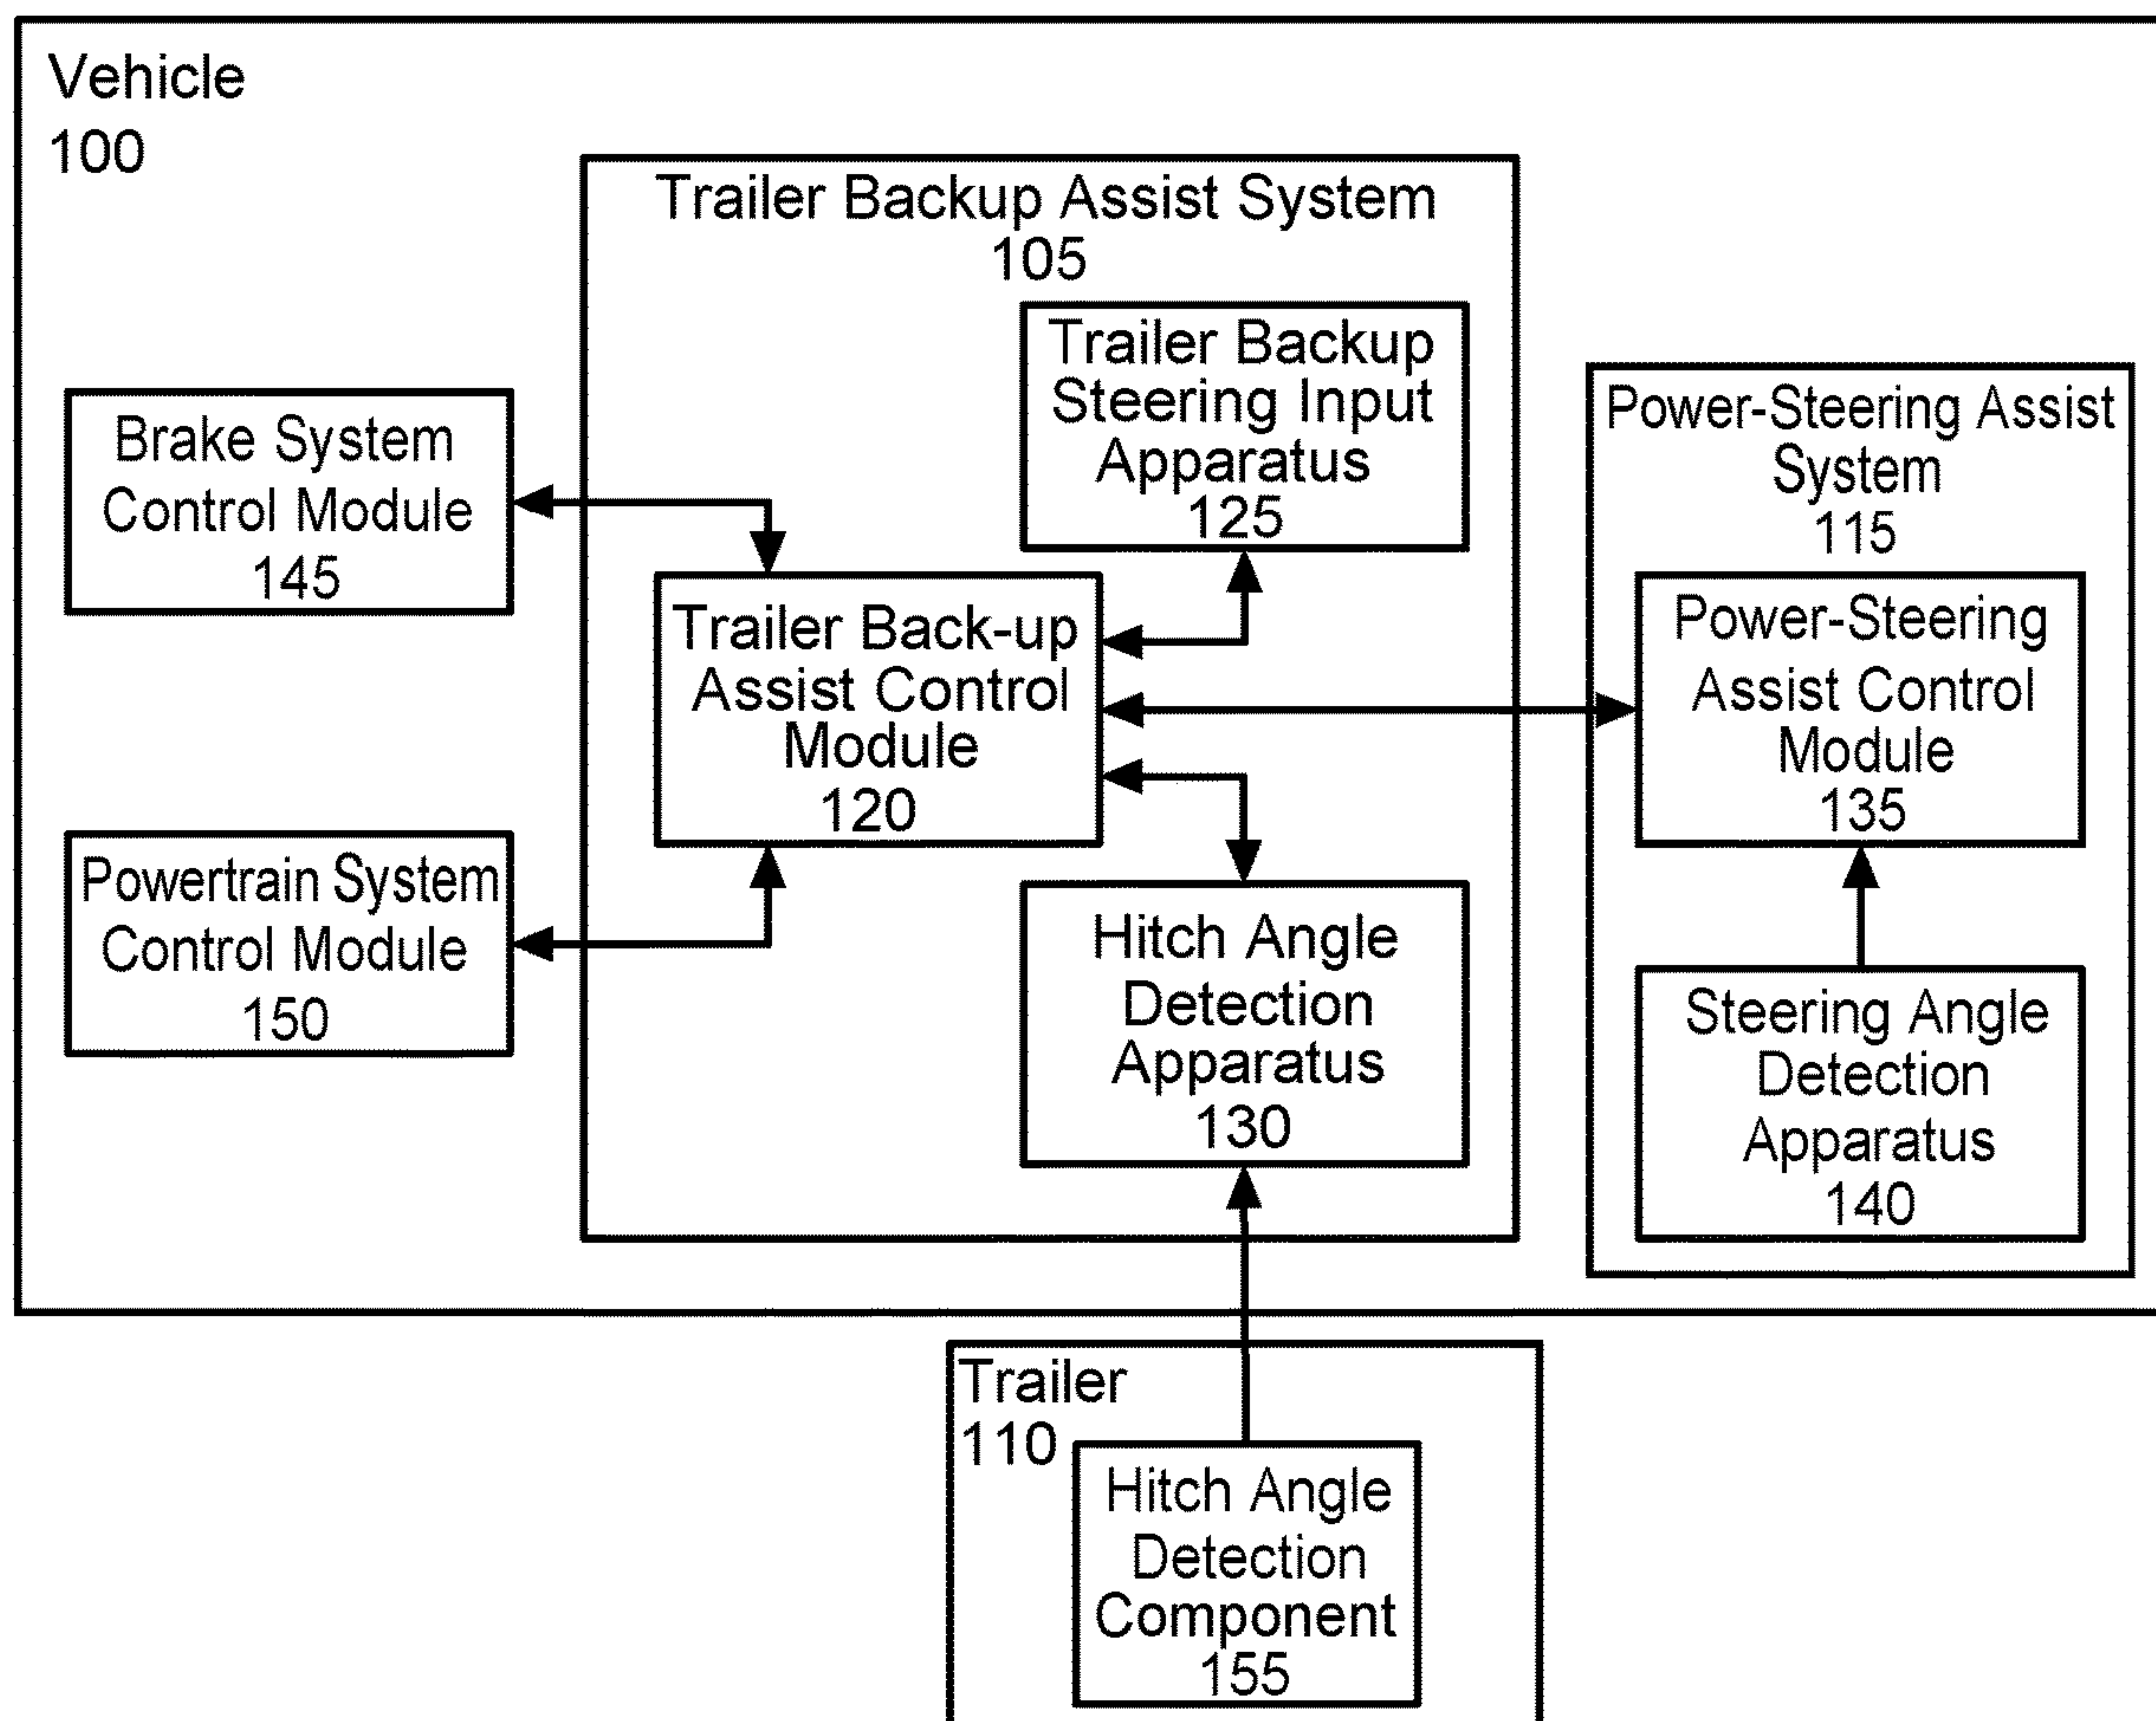 Vehicle
100
Trailer Backup Assist System
105
Trailer Backup
Steering Input
Apparatus
125
Brake System
Control Module
145
Power-Steering Assist
System
115
Trailer Back-up
Assist Control
Module
120
Power-Steering
Assist Control
Module
135
Powertrain System
Control Module
150
Hitch Angle
Detection
Apparatus
130
Steering Angle
Detection
Apparatus
140
Trailer
110
Hitch Angle
Detection
Component
155